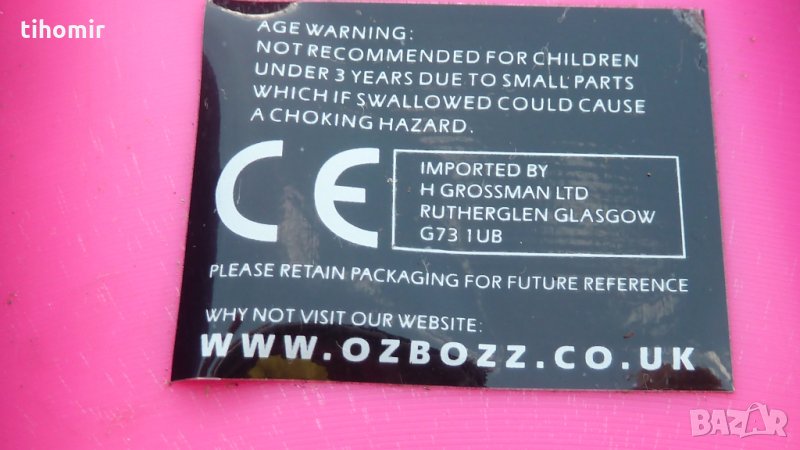 tihomir
AGE WARNING:
NOT RECOMMENDED FOR CHILDREN
UNDER 3 YEARS DUE TO SMALL PARTS
WHICH IF SWALLOWED COULD CAUSE
A CHOKING HAZARD.
CE
IMPORTED BY
H GROSSMAN LTD
RUTHERGLEN GLASGOW
G73 1UB
PLEASE RETAIN PACKAGING FOR FUTURE REFERENCE
WHY NOT VISIT OUR WEBSITE:
WWW.OZBOZZ.CO.UK
BAZAR